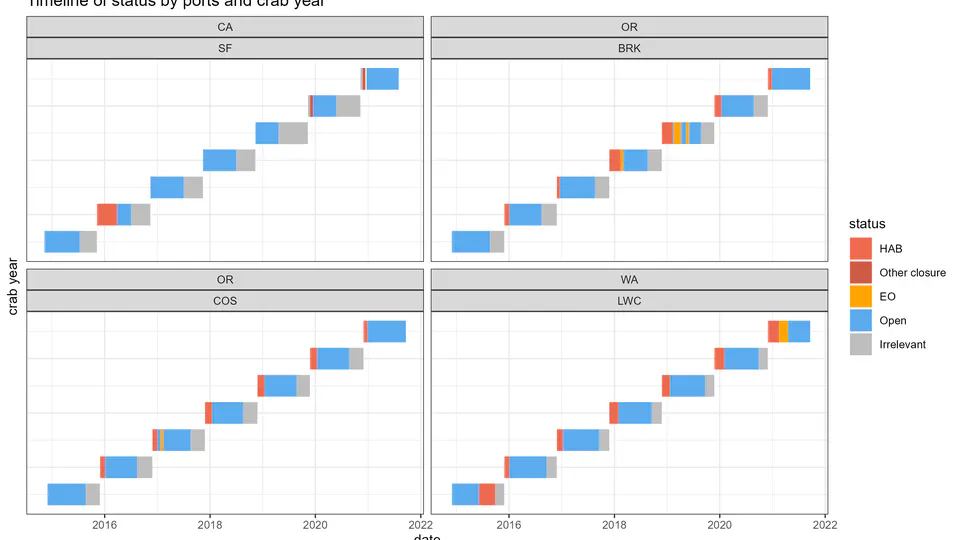 Timeline of status by ports and crab year
CA
SF
OR
BRK
OR
COS
WA
LWC
crab year
2016
2018
2020
2022
2016
2018
2020
2022
date
status
HAB
Other closure
EO
Open
Irrelevant